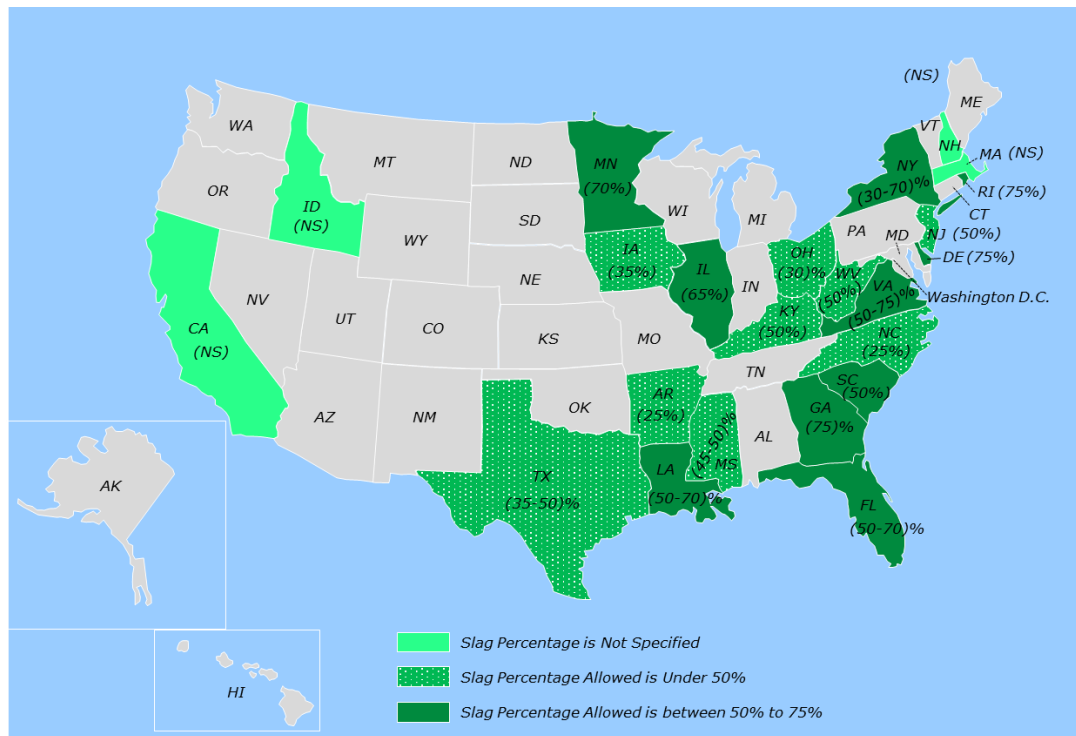 (NS)
ME
WA
VT
NH
MT
ND
MN
(70%)
MA (NS)
NY
(30-70)%
OR
ID
(NS)
RI (75%)
SD
WI
MI
CT
WY
PA
MD
NJ (50%)
IA
(35%)
OH
(30)%
DE (75%)
NE
IL
(65%)
IN
WV
(50%)
VA
(50-75)%
Washington D.C.
NV
UT
CA
(NS)
CO
KS
MO
KY
(50%)
NC
(25%)
TN
SC
(50%)
AZ
NM
OK
AR
(25%)
GA
(75)%
(45-50)%
MS
AL
TX
(35-50)%
LA
(50-70)%
FL
(50-70)%
AK
HI
Slag Percentage is Not Specified
Slag Percentage Allowed is Under 50%
Slag Percentage Allowed is between 50% to 75%